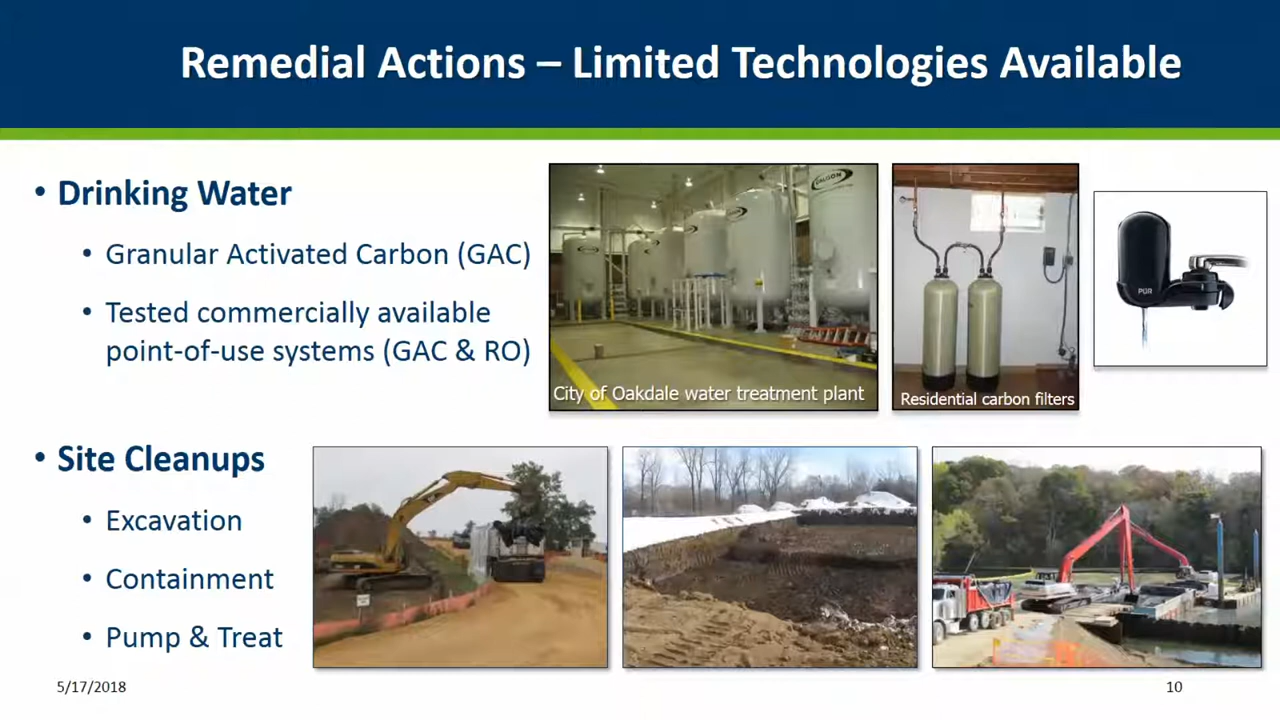 Remedial Actions – Limited Technologies Available
• Drinking Water
• Granular Activated Carbon (GAC)
• Tested commercially available
point-of-use systems (GAC & RO)
CALGON
City of Oakdale water treatment plant
Residential carbon filters
PUR
• Site Cleanups
• Excavation
• Containment
• Pump & Treat
5/17/2018
10